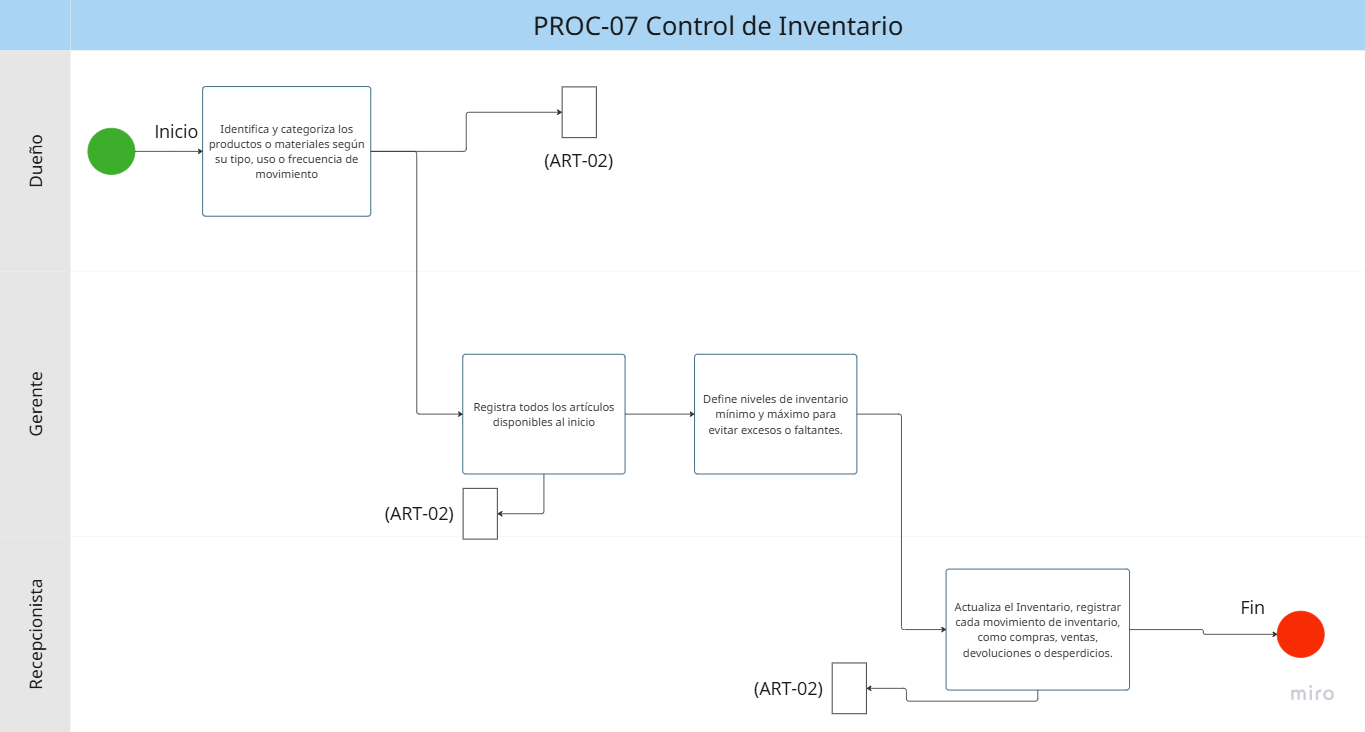 PROC-07 Control de Inventario
Dueño
Inicio
Identifica y categoriza los
productos o materiales según
su tipo, uso o frecuencia de
movimiento
(ART-02)
Gerente
Registra todos los artículos
disponibles al inicio
Define niveles de inventario
mínimo y máximo para
evitar excesos o faltantes.
(ART-02)
Recepcionista
Actualiza el Inventario, registrar
cada movimiento de inventario,
como compras, ventas,
devoluciones o desperdicios.
Fin
(ART-02)
miro